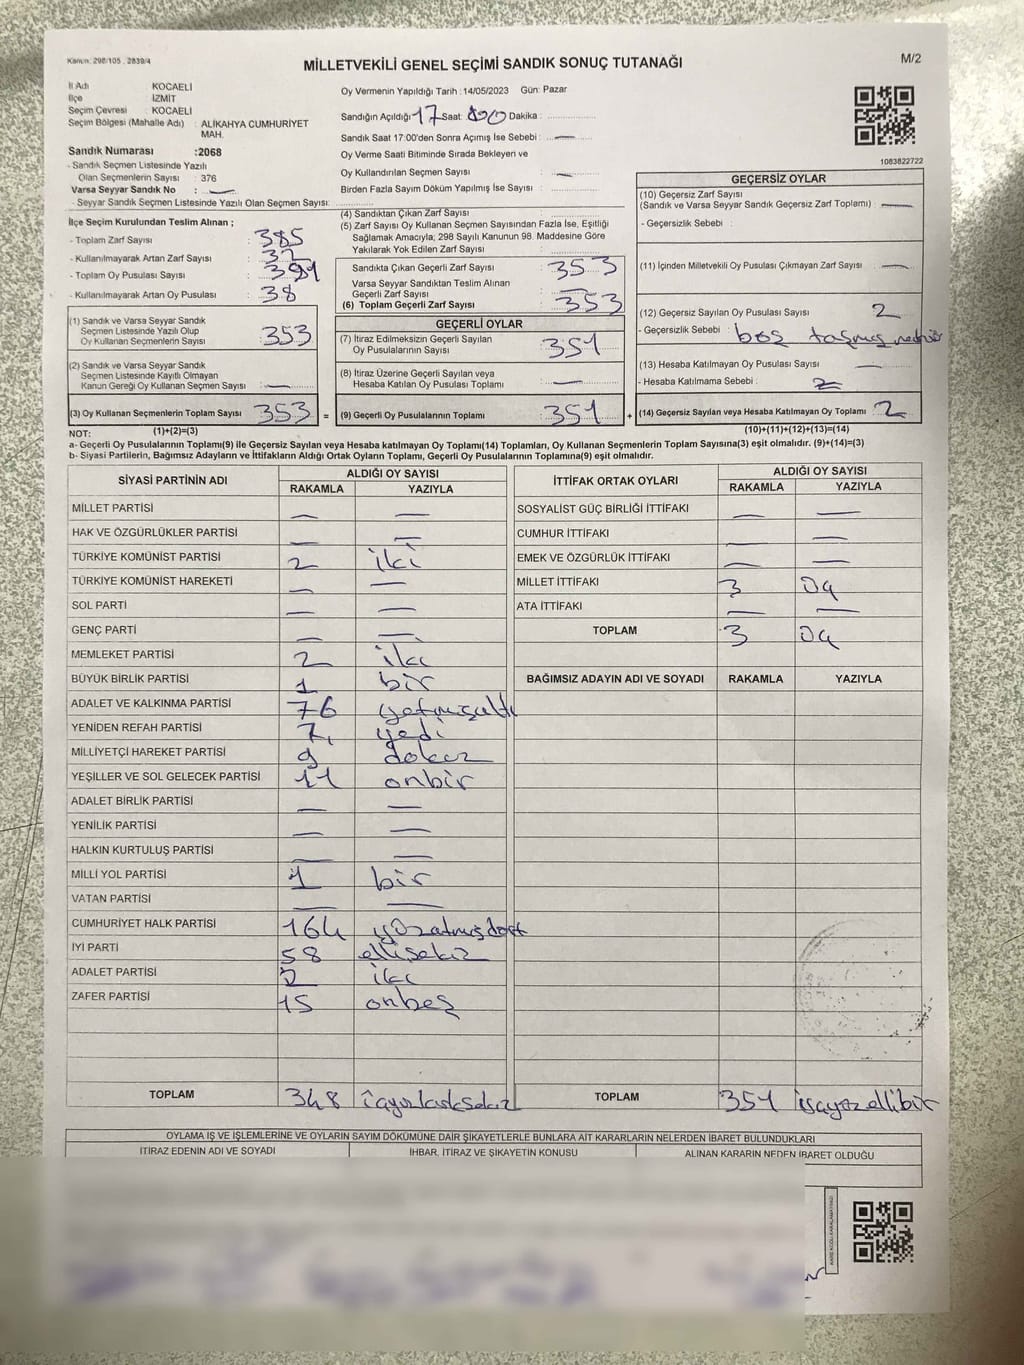 Kanun: 298/105 , 2839/4
MİLLETVEKİLİ GENEL SEÇİMİ SANDIK SONUÇ TUTANAĞI
M/2
İl Adı KOCAELİ
İlçe İZMİT
Seçim Çevresi : KOCAELİ
Seçim Bölgesi (Mahalle Adı) : ALİKAHYA CUMHURİYET MAH.
Sandık Numarası :2068
- Sandık Seçmen Listesinde Yazılı
Olan Seçmenlerin Sayısı : 376
Varsa Seyyar Sandık No : —
- Seyyar Sandık Seçmen Listesinde Yazılı Olan Seçmen Sayısı:
Oy Vermenin Yapıldığı Tarih : 14/05/2023 Gün: Pazar
Sandığın Açıldığı 17 Saat: Dakika :
Sandık Saat 17:00'den Sonra Açımış İse Sebebi : —
Oy Verme Saati Bitiminde Sırada Bekleyeri ve
Oy Kullandırılan Seçmen Sayısı : —
Birden Fazla Sayım Döküm Yapılmış İse Sayısı :
1083822722
İlçe Seçim Kurulundan Teslim Alınan ;
- Toplam Zarf Sayısı : 385
- Kullanılmayarak Artan Zarf Sayısı : 32
- Toplam Oy Pusulası Sayısı : 391
- Kullanılmayarak Artan Oy Pusulası : 38
(4) Sandıktan Çıkan Zarf Sayısı :
(5) Zarf Sayısı Oy Kullanan Seçmen Sayısından Fazla İse, Eşitliği
Sağlamak Amacıyla; 298 Sayılı Kanunun 98. Maddesine Göre
Yakılarak Yok Edilen Zarf Sayısı :
Sandıkta Çıkan Geçerli Zarf Sayısı : 353
Varsa Seyyar Sandıktan Teslim Alınan
Geçerli Zarf Sayısı : —
(6) Toplam Geçerli Zarf Sayısı : 353
GEÇERSİZ OYLAR
(10) Geçersiz Zarf Sayısı
(Sandık ve Varsa Seyyar Sandık Geçersiz Zarf Toplamı) : —
- Geçersizlik Sebebi :
(11) İçinden Milletvekili Oy Pusulası Çıkmayan Zarf Sayısı : —
(12) Geçersiz Sayılan Oy Pusulası Sayısı : 2
- Geçersizlik Sebebi : boş
(13) Hesaba Katılmayan Oy Pusulası Sayısı : —
- Hesaba Katılmama Sebebi : 2
(14) Geçersiz Sayılan veya Hesaba Katılmayan Oy Toplamı : 2
(10)+(11)+(12)+(13)=(14)
(1) Sandık ve Varsa Seyyar Sandık
Seçmen Listesinde Yazılı Olup
Oy Kullanan Seçmenlerin Sayısı : 353
(2) Sandık ve Varsa Seyyar Sandık
Seçmen Listesinde Kayıtlı Olmayan
Kanun Gereği Oy Kullanan Seçmen Sayısı : —
(3) Oy Kullanan Seçmenlerin Toplam Sayısı : 353 =
(1)+(2)=(3)
GEÇERLİ OYLAR
(7) İtiraz Edilmeksizin Geçerli Sayılan
Oy Pusulalarının Sayısı : 351
(8) İtiraz Üzerine Geçerli Sayılan veya
Hesaba Katılan Oy Pusulası Toplamı : —
(9) Geçerli Oy Pusulalarının Toplamı : 351 +
NOT:
a- Geçerli Oy Pusulalarının Toplamı(9) ile Geçersiz Sayılan veya Hesaba katılmayan Oy Toplamı(14) Toplamları, Oy Kullanan Seçmenlerin Toplam Sayısına(3) eşit olmalıdır. (9)+(14)=(3)
b- Siyasi Partilerin, Bağımsız Adayların ve İttifakların Aldığı Ortak Oyların Toplamı, Geçerli Oy Pusulalarının Toplamına(9) eşit olmalıdır.
SİYASİ PARTİNİN ADI ALDIĞI OY SAYISI
RAKAMLA YAZIYLA
MİLLET PARTİSİ — —
HAK VE ÖZGÜRLÜKLER PARTİSİ — —
TÜRKİYE KOMÜNİST PARTİSİ 2 iki
TÜRKİYE KOMÜNİST HAREKETİ — —
SOL PARTİ — —
GENÇ PARTİ — —
MEMLEKET PARTİSİ 2 iki
BÜYÜK BİRLİK PARTİSİ 1 bir
ADALET VE KALKINMA PARTİSİ 76 yetmişaltı
YENİDEN REFAH PARTİSİ 7 yedi
MİLLİYETÇİ HAREKET PARTİSİ 9 dokuz
YEŞİLLER VE SOL GELECEK PARTİSİ 11 onbir
ADALET BİRLİK PARTİSİ — —
YENİLİK PARTİSİ — —
HALKIN KURTULUŞ PARTİSİ — —
MİLLİ YOL PARTİSİ 1 bir
VATAN PARTİSİ — —
CUMHURİYET HALK PARTİSİ 164 yüzatmışdört
İYİ PARTİ 58 ellisekiz
ADALET PARTİSİ 2 iki
ZAFER PARTİSİ 15 onbeş
TOPLAM 348 üçyüzkırksekiz
İTTİFAK ORTAK OYLARI ALDIĞI OY SAYISI
RAKAMLA YAZIYLA
SOSYALİST GÜÇ BİRLİĞİ İTTİFAKI — —
CUMHUR İTTİFAKI — —
EMEK VE ÖZGÜRLÜK İTTİFAKI — —
MİLLET İTTİFAKI 3 üç
ATA İTTİFAKI — —
TOPLAM 3 üç
BAĞIMSIZ ADAYIN ADI VE SOYADI RAKAMLA YAZIYLA
TOPLAM 351 üçyüzellibir
OYLAMA İŞ VE İŞLEMLERİNE VE OYLARIN SAYIM DÖKÜMÜNE DAİR ŞİKAYETLERLE BUNLARA AİT KARARLARIN NELERDEN İBARET BULUNDUKLARI
İTİRAZ EDENİN ADI VE SOYADI İHBAR, İTİRAZ VE ŞİKAYETİN KONUSU ALINAN KARARIN NEDEN İBARET OLDUĞU